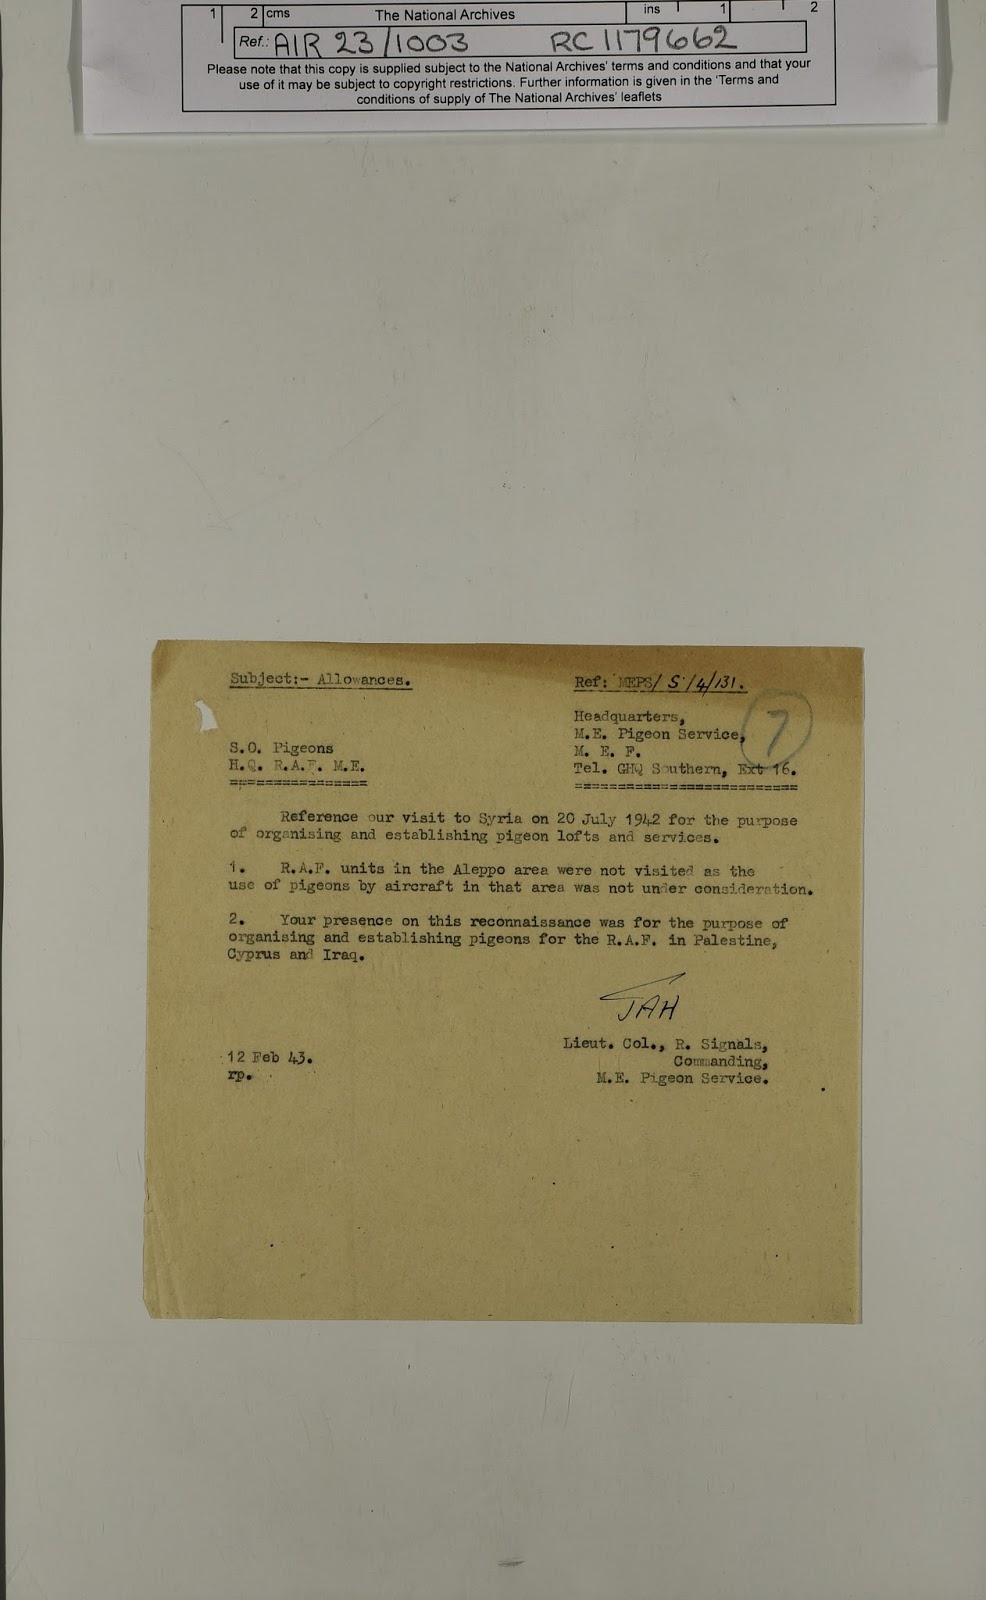 1 2 cms The National Archives ins 1 2
Ref.: AIR 23/1003 RC 1179662
Please note that this copy is supplied subject to the National Archives' terms and conditions and that your
use of it may be subject to copyright restrictions. Further information is given in the 'Terms and
conditions of supply of The National Archives' leaflets
Subject:- Allowances.
Ref: MEPS/S/4/131.
7
Headquarters,
M.E. Pigeon Service,
M. E. F.
Tel. GHQ Southern, Ext 16.
==========================
S.O. Pigeons
H.Q. R.A.F. M.E.
================
Reference our visit to Syria on 20 July 1942 for the purpose
of organising and establishing pigeon lofts and services.
1. R.A.F. units in the Aleppo area were not visited as the
use of pigeons by aircraft in that area was not under consideration.
2. Your presence on this reconnaissance was for the purpose of
organising and establishing pigeons for the R.A.F. in Palestine,
Cyprus and Iraq.
JAH
Lieut. Col., R. Signals,
Commanding,
M.E. Pigeon Service.
12 Feb 43.
rp.